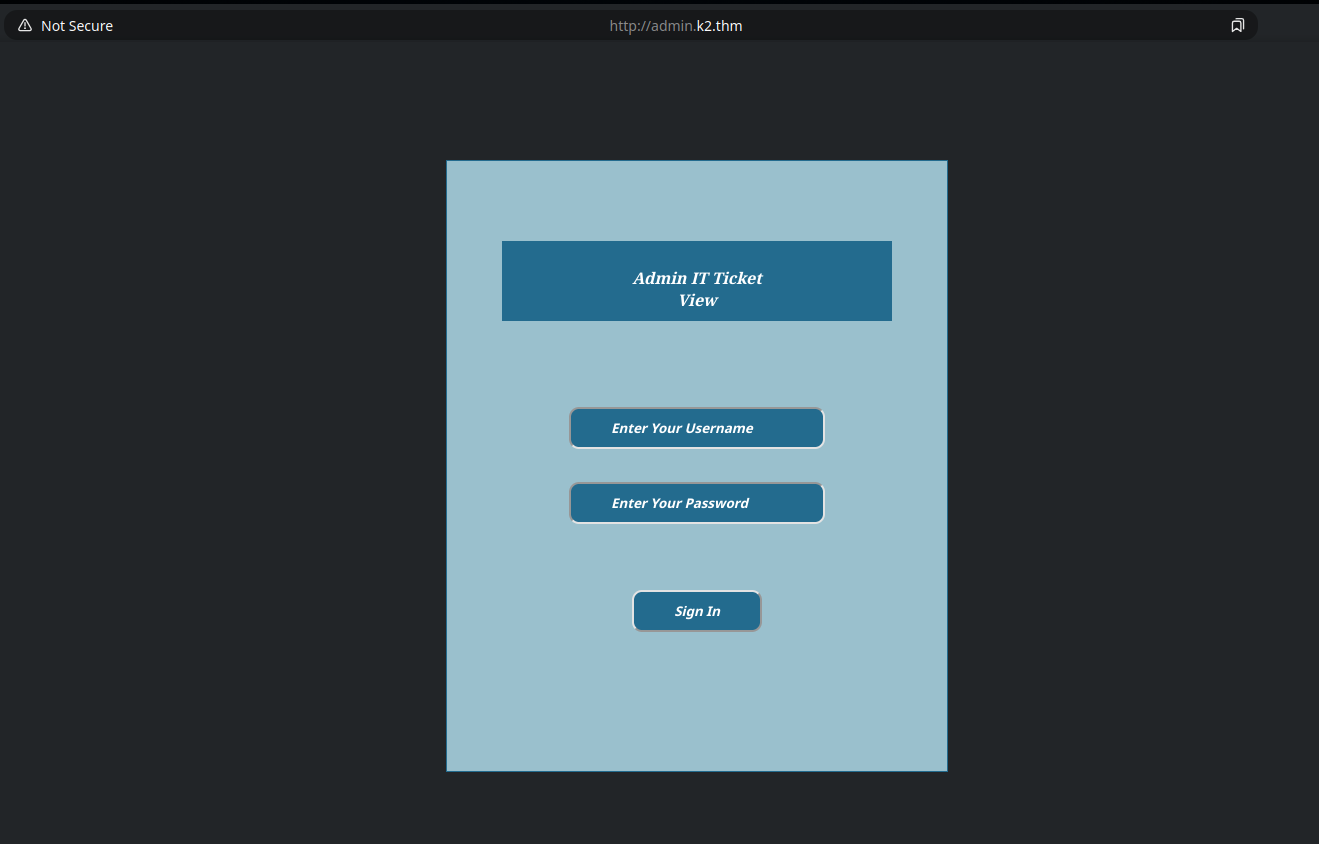 Not Secure
http://admin.k2.thm
Admin IT Ticket
View
Enter Your Username
Enter Your Password
Sign In